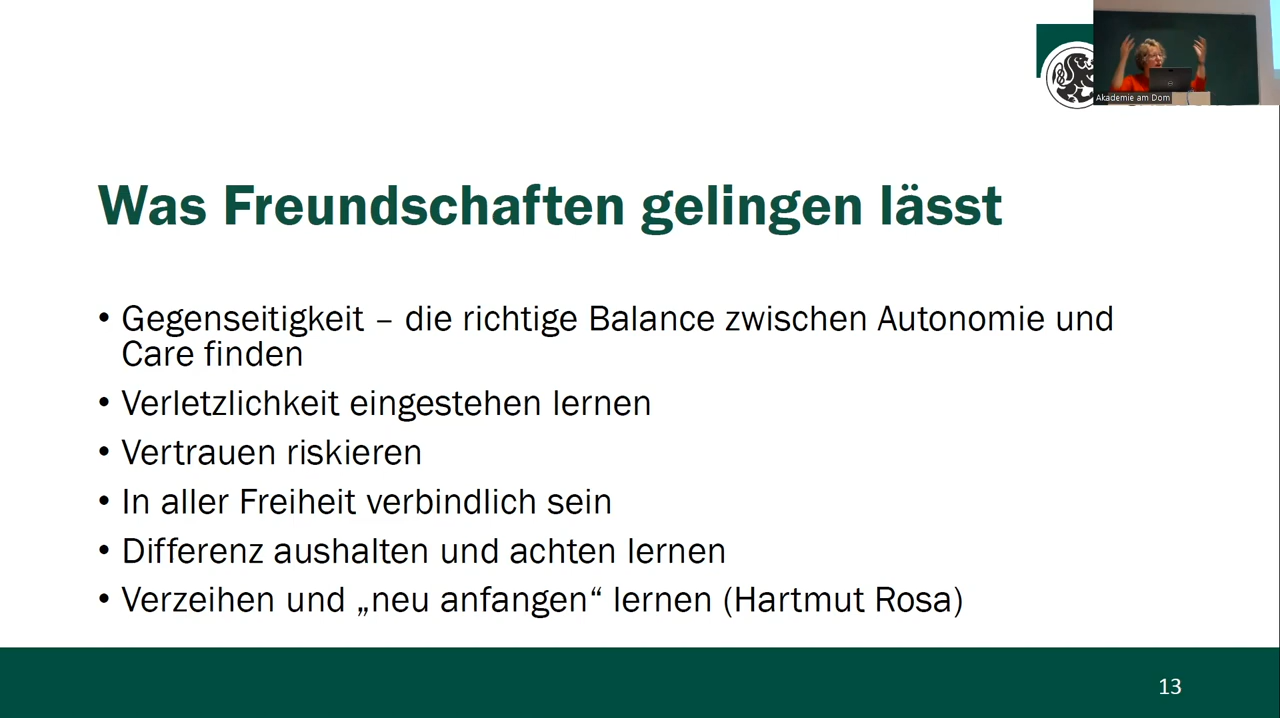 Akademie am Dom
Was Freundschaften gelingen lässt
• Gegenseitigkeit – die richtige Balance zwischen Autonomie und
Care finden
• Verletzlichkeit eingestehen lernen
• Vertrauen riskieren
• In aller Freiheit verbindlich sein
• Differenz aushalten und achten lernen
• Verzeihen und „neu anfangen“ lernen (Hartmut Rosa)
13